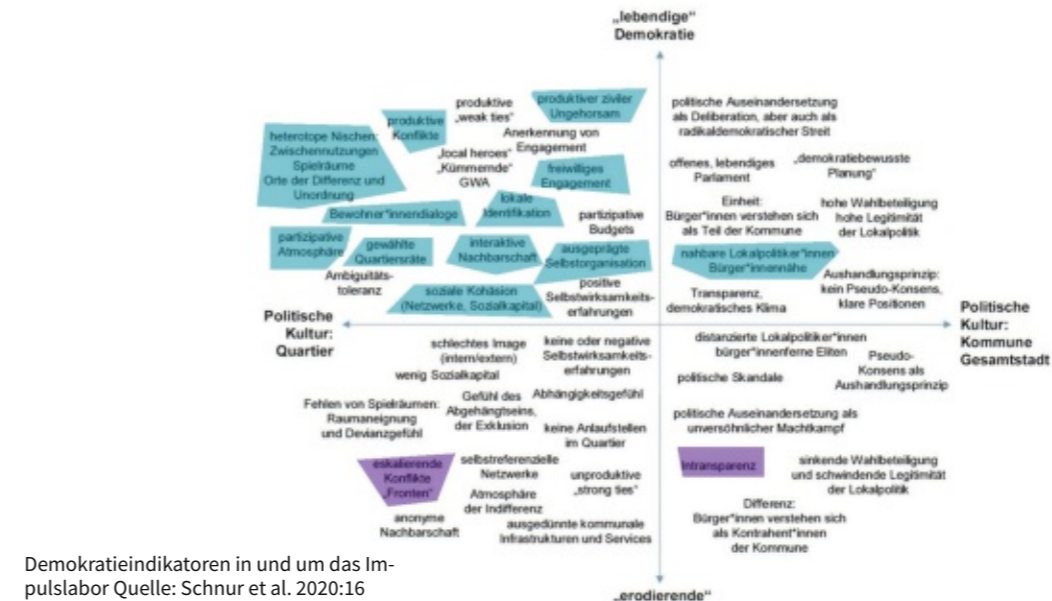 „lebendige“
Demokratie
produktive
„weak ties“
produktiver ziviler
Ungehorsam
produktive
Konflikte
Anerkennung von
Engagement
heterotope Nischen:
Zwischennutzungen
Spielräume
Orte der Differenz und
Unordnung
„local heroes“
„Kümmernde“
GWA
freiwilliges
Engagement
Bewohner*innendialoge
lokale
Identifikation
partizipative
Budgets
partizipative
Atmosphäre
gewählte
Quartiersräte
interaktive
Nachbarschaft
ausgeprägte
Selbstorganisation
Ambiguitäts-
toleranz
soziale Kohäsion
(Netzwerke, Sozialkapital)
positive
Selbstwirksamkeits-
erfahrungen
politische Auseinandersetzung
als Deliberation, aber auch als
radikaldemokratischer Streit
offenes, lebendiges
Parlament
„demokratiebewusste
Planung“
Einheit:
Bürger*innen verstehen sich
als Teil der Kommune
hohe Wahlbeteiligung
hohe Legitimität
der Lokalpolitik
nahbare Lokalpolitiker*innen
Bürger*innennähe
Transparenz,
demokratisches Klima
Aushandlungsprinzip:
kein Pseudo-Konsens,
klare Positionen
Politische
Kultur:
Quartier
Politische
Kultur:
Kommune
Gesamtstadt
schlechtes Image
(intern/extern)
keine oder negative
Selbstwirksamkeits-
erfahrungen
wenig Sozialkapital
Fehlen von Spielräumen:
Raumaneignung
und Devianzgefühl
Gefühl des
Abgehängtseins,
der Exklusion
Abhängigkeitsgefühl
keine Anlaufstellen
im Quartier
eskalierende
Konflikte
„Fronten“
selbstreferenzielle
Netzwerke
unproduktive
„strong ties“
Atmosphäre
der Indifferenz
anonyme
Nachbarschaft
ausgedünnte kommunale
Infrastrukturen und Services
distanzierte Lokalpolitiker*innen
bürger*innenferne Eliten
Pseudo-
Konsens als
Aushandlungsprinzip
politische Skandale
politische Auseinandersetzung als
unversöhnlicher Machtkampf
Intransparenz
sinkende Wahlbeteiligung
und schwindende Legitimität
der Lokalpolitik
Differenz:
Bürger*innen verstehen sich
als Kontrahent*innen
der Kommune
„erodierende“
Demokratieindikatoren in und um das Im-
pulslabor Quelle: Schnur et al. 2020:16